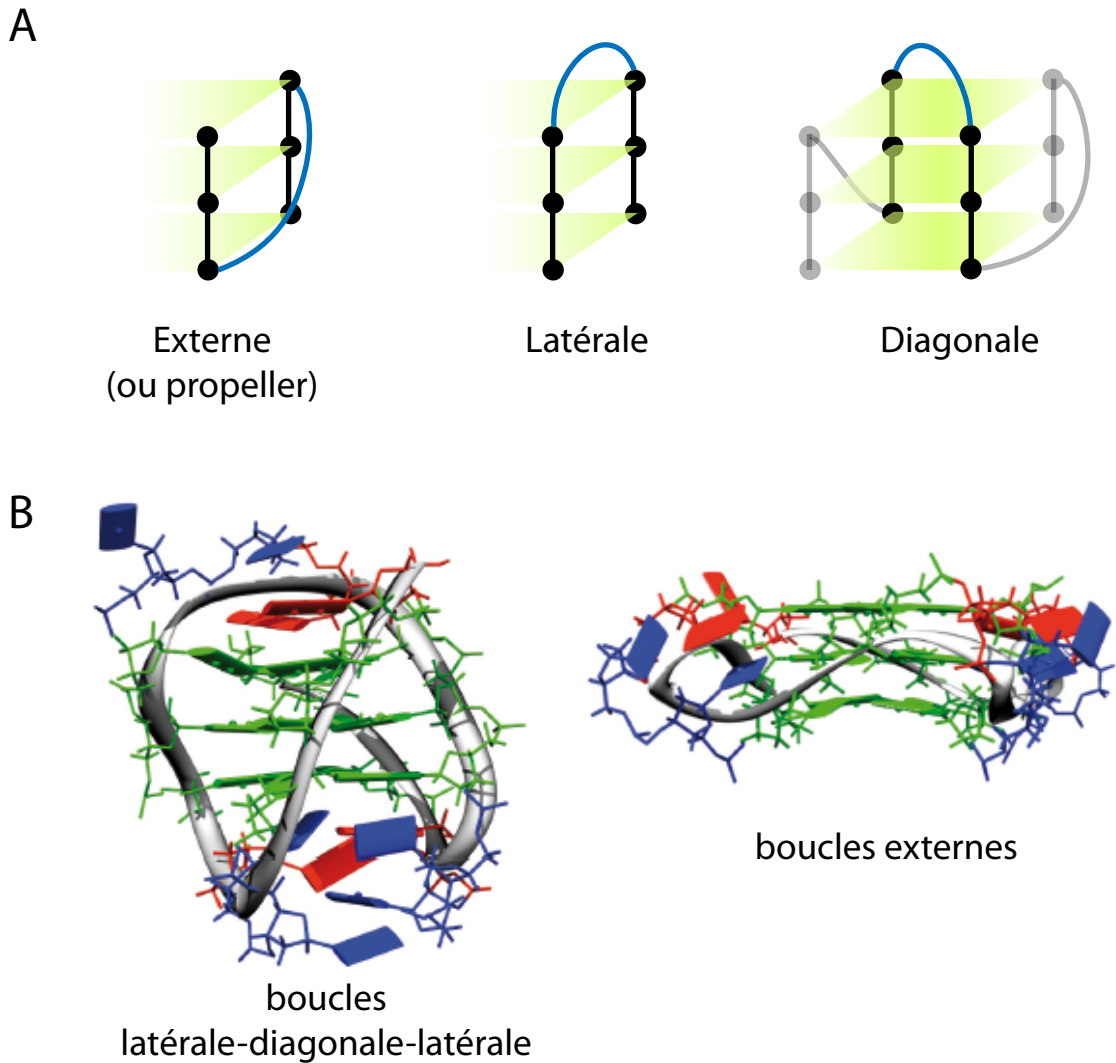 A
Externe
(ou propeller)
Latérale
Diagonale
B
boucles
latérale-diagonale-latérale
boucles externes